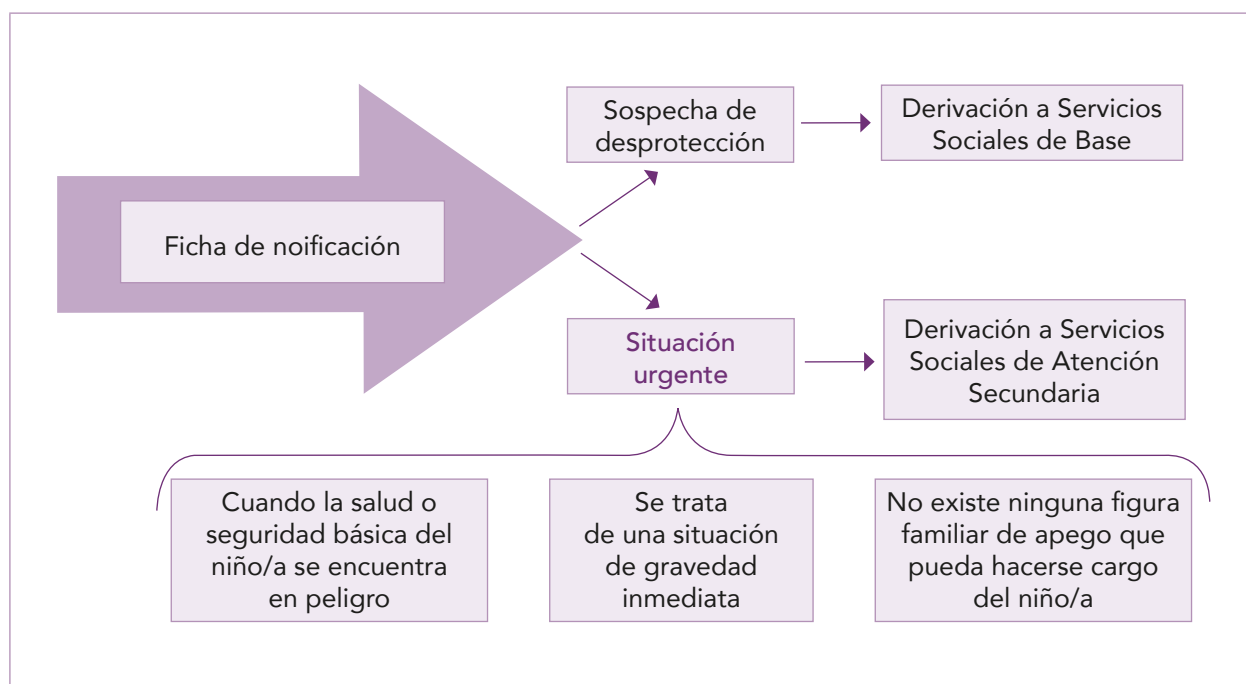 Ficha de noificación
Sospecha de
desprotección
Derivación a Servicios
Sociales de Base
Situación
urgente
Derivación a Servicios
Sociales de Atención
Secundaria
Cuando la salud o
seguridad básica del
niño/a se encuentra
en peligro
Se trata
de una situación
de gravedad
inmediata
No existe ninguna figura
familiar de apego que
pueda hacerse cargo
del niño/a